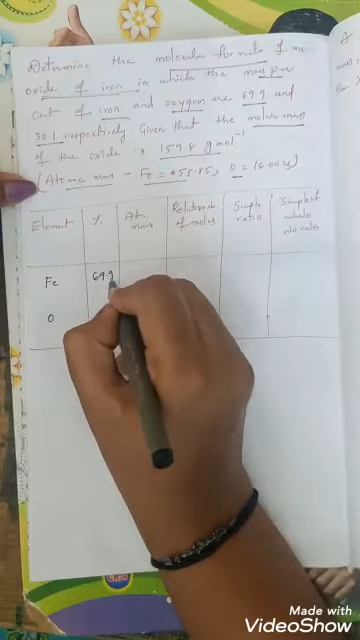 Determine the molecular formula of an
oxide of iron in which the mass per
cent of iron and oxygen are 69.9 and
30.1 respectively. Given that the molar mass
of the oxide is 159.8 g mol⁻¹
(Atomic mass - Fe = 55.85, O = 16.00u)
Element % At. mass Relative no. of moles Simple ratio Simplest whole no ratio
Fe 69.9
O
Made with
VideoShow